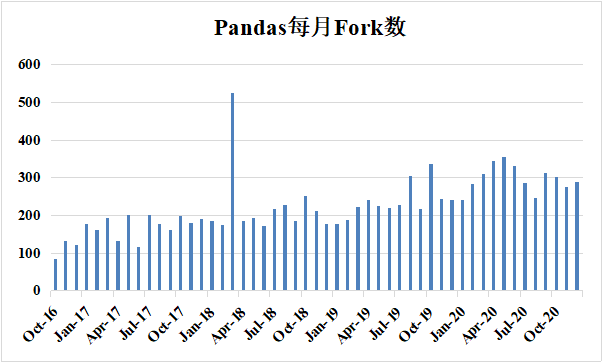 Pandas每月Fork数
600
500
400
300
200
100
0
Oct-16
Jan-17
Apr-17
Jul-17
Oct-17
Jan-18
Apr-18
Jul-18
Oct-18
Jan-19
Apr-19
Jul-19
Oct-19
Jan-20
Apr-20
Jul-20
Oct-20